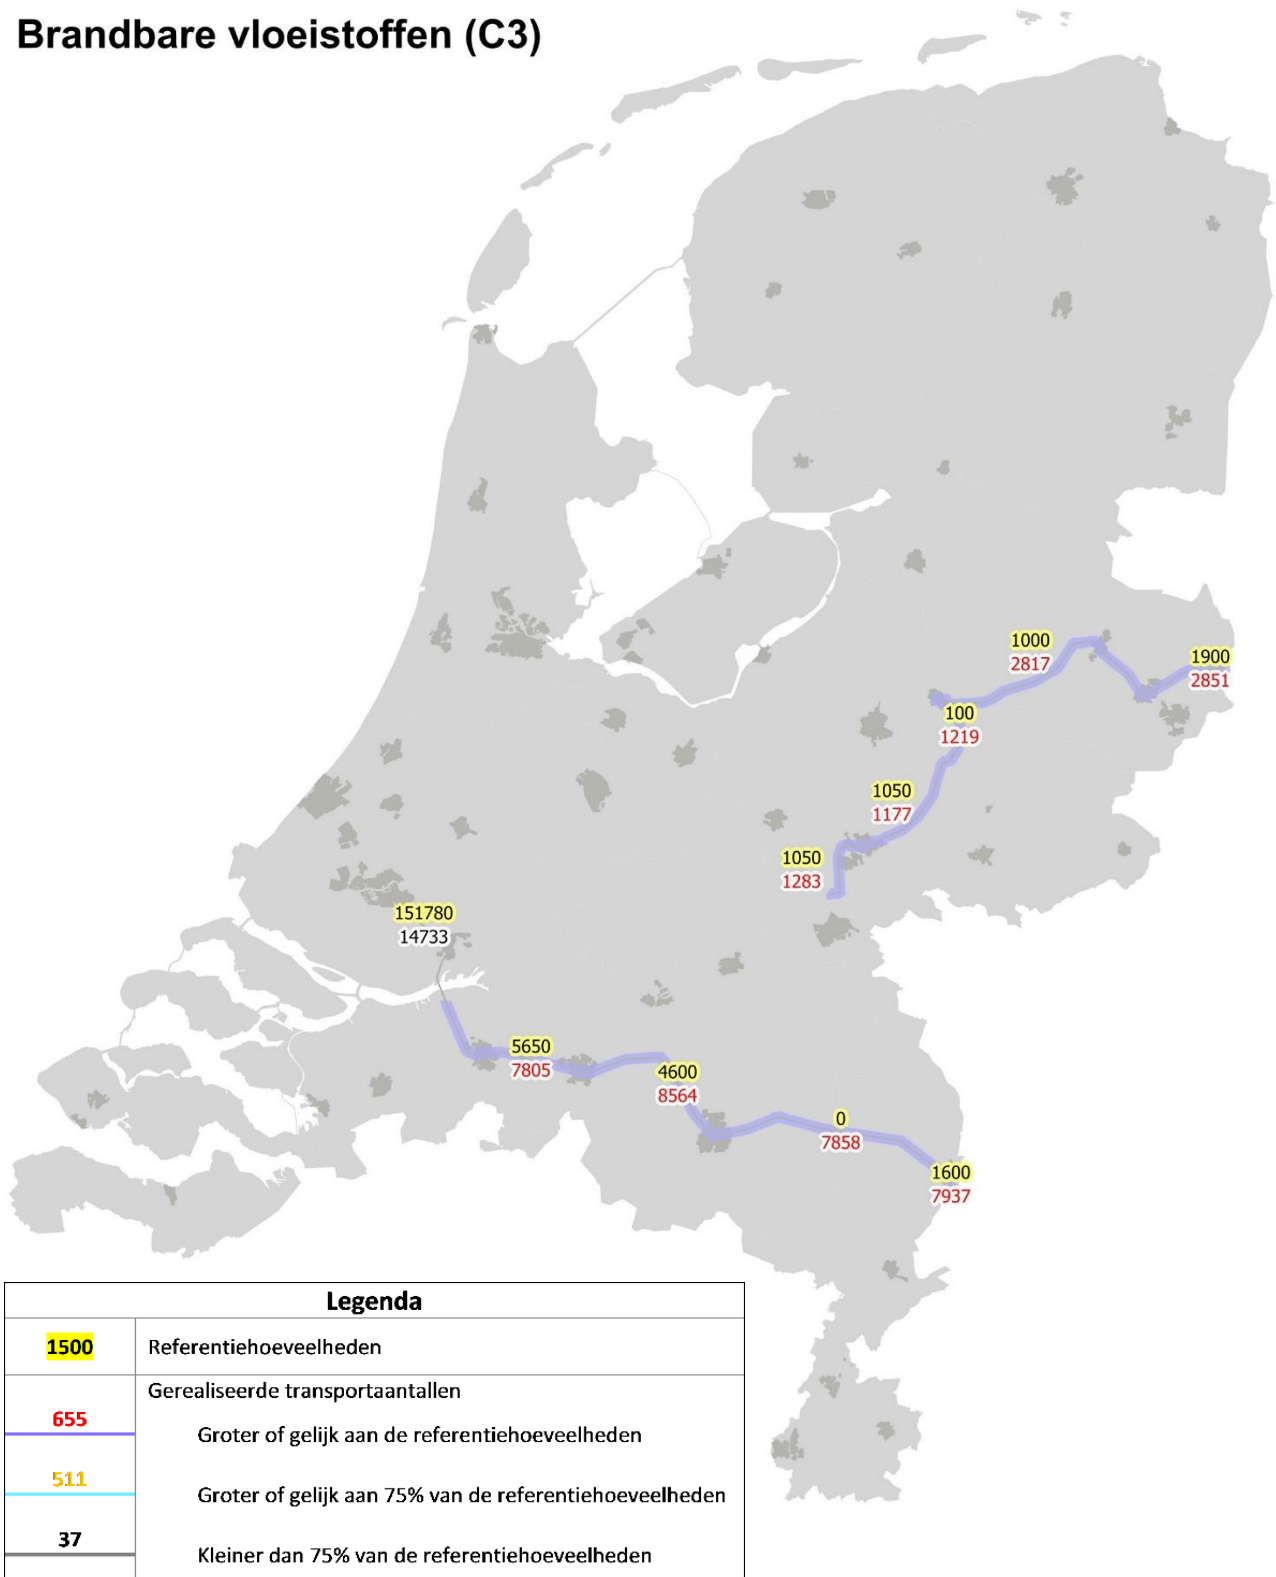 Brandbare vloeistoffen (C3)
1000
2817
1900
2851
100
1219
1050
1177
1050
1283
151780
14733
5650
7805
4600
8564
0
7858
1600
7937
Legenda
1500 Referentiehoeveelheden
Gerealiseerde transportaantallen
655 Groter of gelijk aan de referentiehoeveelheden
511 Groter of gelijk aan 75% van de referentiehoeveelheden
37 Kleiner dan 75% van de referentiehoeveelheden